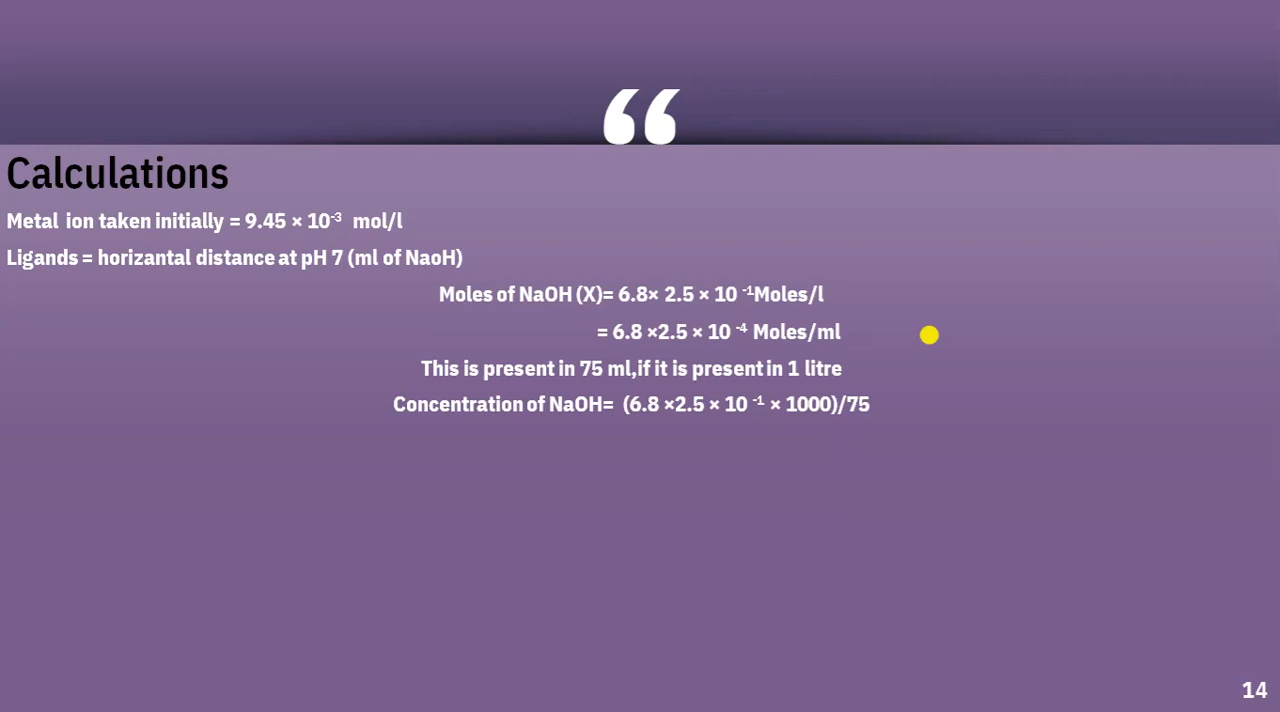 “
Calculations
Metal ion taken initially = 9.45 × 10⁻³ mol/l
Ligands = horizantal distance at pH 7 (ml of NaoH)
Moles of NaOH (X)= 6.8× 2.5 × 10 ⁻¹Moles/l
= 6.8 ×2.5 × 10 ⁻⁴ Moles/ml
This is present in 75 ml,if it is present in 1 litre
Concentration of NaOH= (6.8 ×2.5 × 10 ⁻¹ × 1000)/75
14